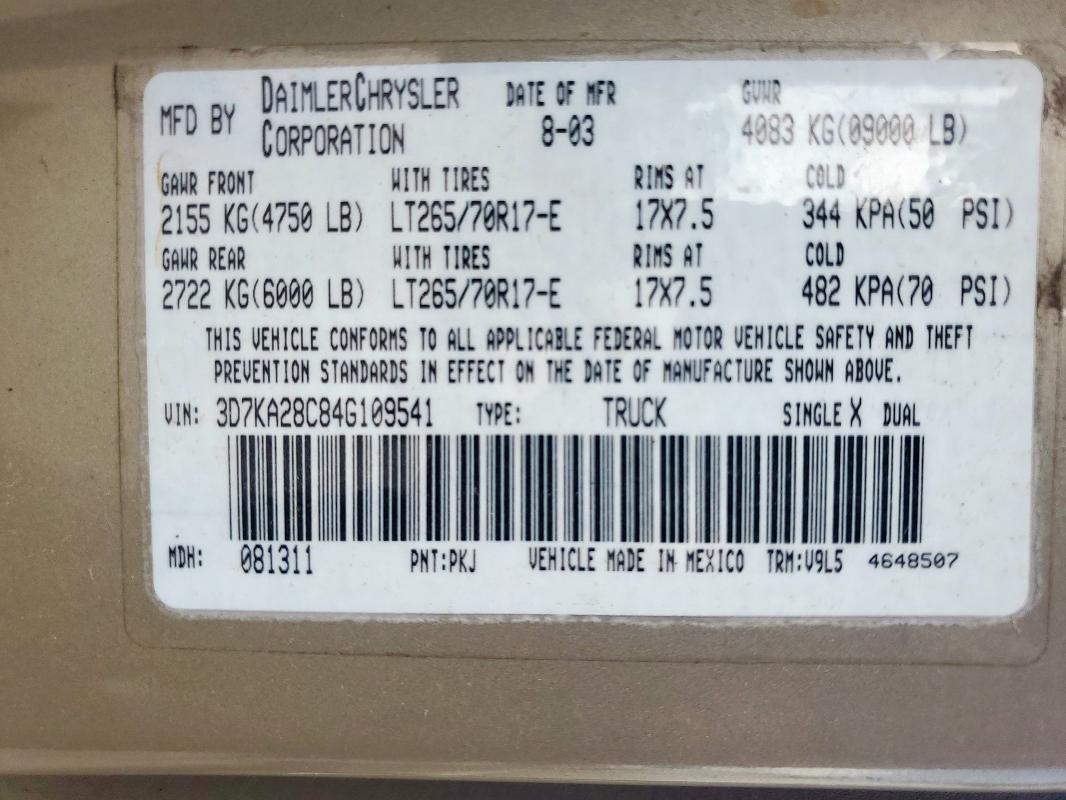 MFD BY DAIMLERCHRYSLER CORPORATION DATE OF MFR 8-03 GVWR 4083 KG(09000 LB)
GAWR FRONT WITH TIRES RIMS AT COLD
2155 KG(4750 LB) LT265/70R17-E 17X7.5 344 KPA(50 PSI)
GAWR REAR WITH TIRES RIMS AT COLD
2722 KG(6000 LB) LT265/70R17-E 17X7.5 482 KPA(70 PSI)
THIS VEHICLE CONFORMS TO ALL APPLICABLE FEDERAL MOTOR VEHICLE SAFETY AND THEFT
PREVENTION STANDARDS IN EFFECT ON THE DATE OF MANUFACTURE SHOWN ABOVE.
VIN: 3D7KA28C84G109541 TYPE: TRUCK SINGLE X DUAL
MDH: 081311 PNT:PKJ VEHICLE MADE IN MEXICO TRM:V9L5 4648507